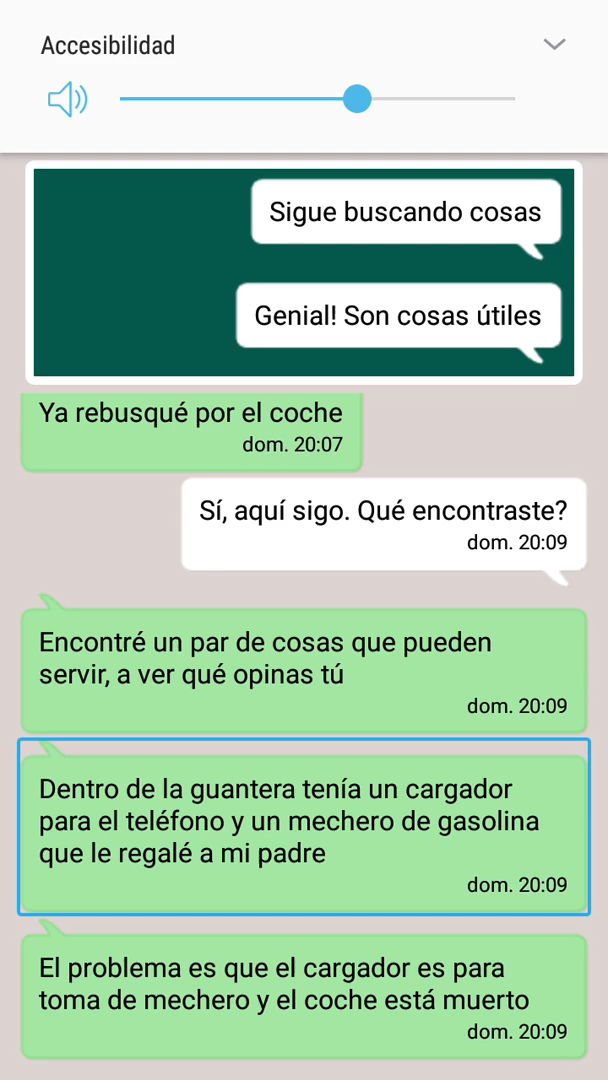 Accesibilidad
Sigue buscando cosas
Genial! Son cosas útiles
Ya rebusqué por el coche
dom. 20:07
Sí, aquí sigo. Qué encontraste?
dom. 20:09
Encontré un par de cosas que pueden
servir, a ver qué opinas tú
dom. 20:09
Dentro de la guantera tenía un cargador
para el teléfono y un mechero de gasolina
que le regalé a mi padre
dom. 20:09
El problema es que el cargador es para
toma de mechero y el coche está muerto
dom. 20:09